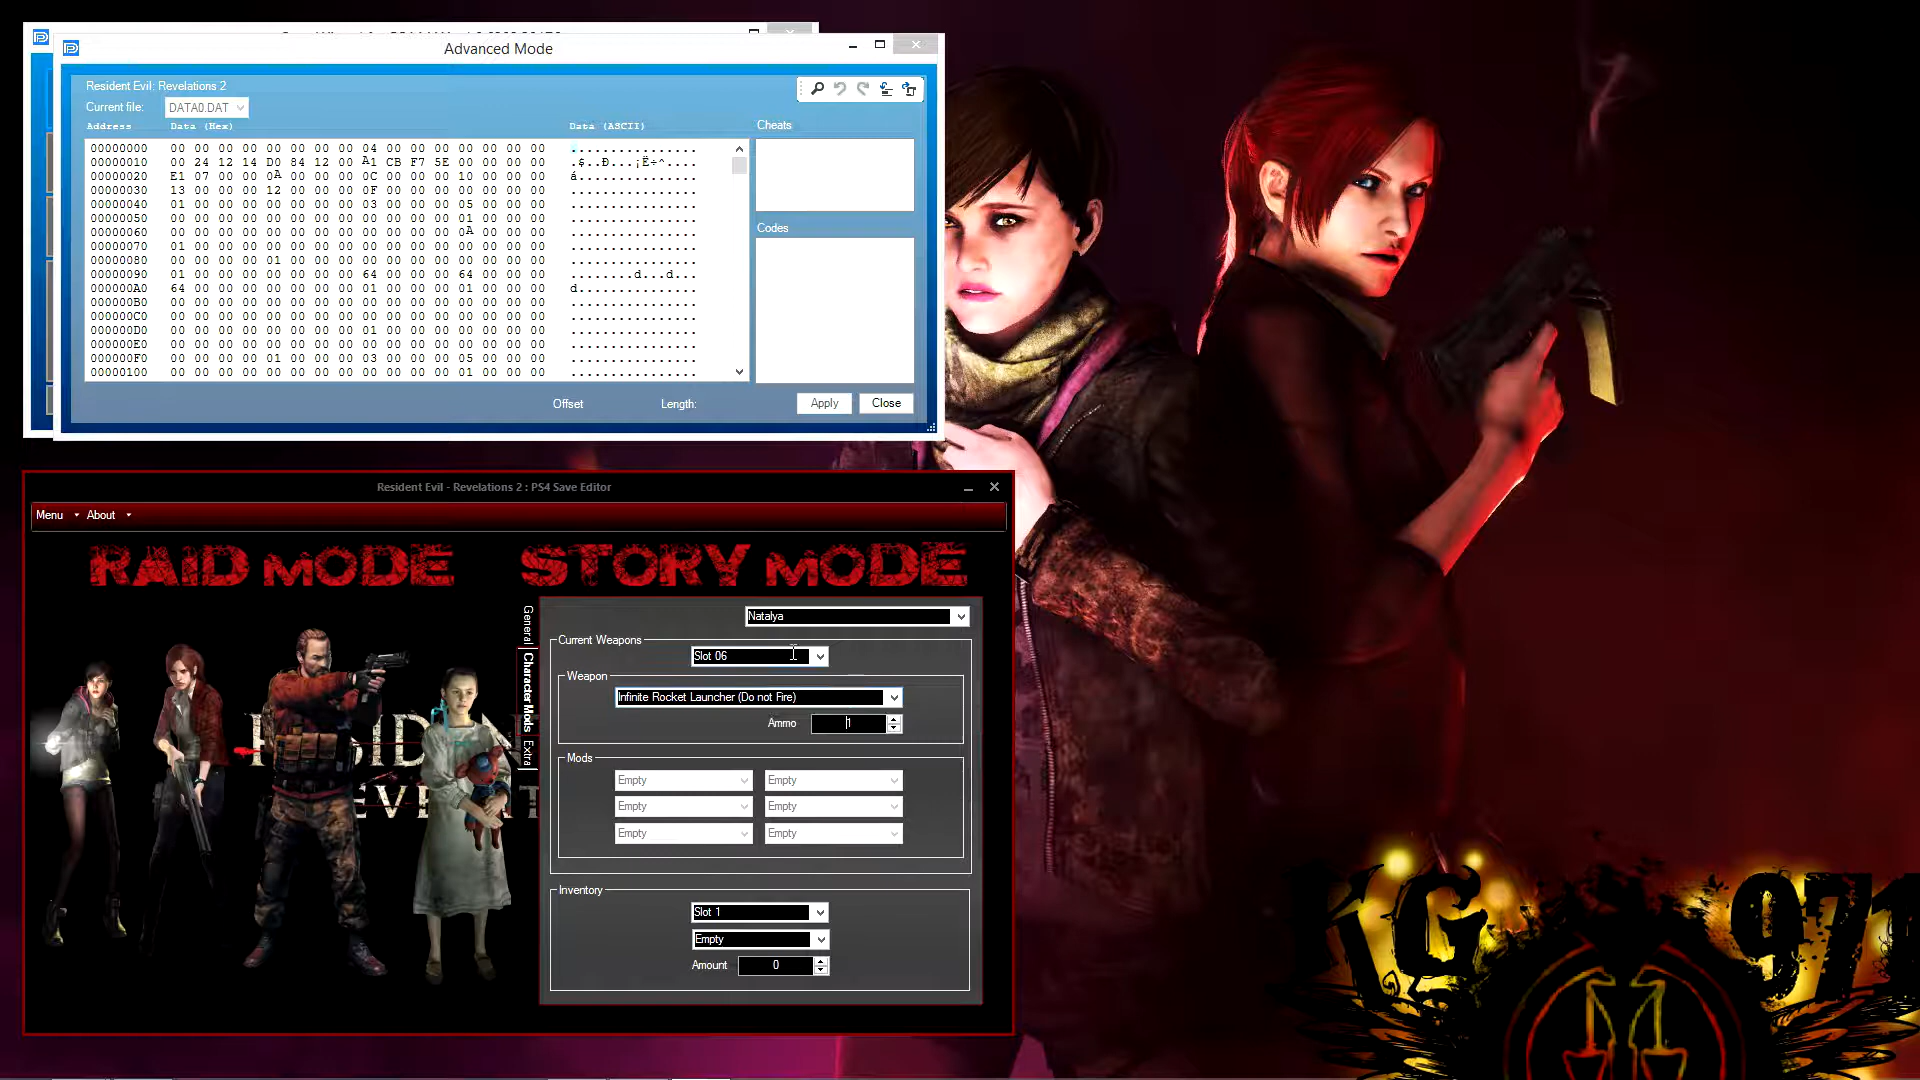 Advanced Mode
Resident Evil: Revelations 2
Current file: DATA0.DAT
Address Data (Hex) Data (ASCII) Cheats
00000000 00 00 00 00 00 00 00 00 04 00 00 00 00 00 00 00 ................
00000010 00 24 12 14 D0 84 12 00 A1 CB F7 5E 00 00 00 00 .$..Ð...¡Ë÷^....
00000020 E1 07 00 00 0A 00 00 00 0C 00 00 00 10 00 00 00 á...............
00000030 13 00 00 00 12 00 00 00 0F 00 00 00 00 00 00 00 ................
00000040 01 00 00 00 00 00 00 00 03 00 00 00 05 00 00 00 ................
00000050 00 00 00 00 00 00 00 00 00 00 00 00 01 00 00 00 ................
00000060 00 00 00 00 00 00 00 00 00 00 00 00 0A 00 00 00 ................
00000070 01 00 00 00 00 00 00 00 00 00 00 00 00 00 00 00 ................
00000080 00 00 00 00 01 00 00 00 00 00 00 00 00 00 00 00 ................
00000090 01 00 00 00 00 00 00 00 64 00 00 00 64 00 00 00 ........d...d...
000000A0 64 00 00 00 00 00 00 00 01 00 00 00 01 00 00 00 d...............
000000B0 00 00 00 00 00 00 00 00 00 00 00 00 00 00 00 00 ................
000000C0 00 00 00 00 00 00 00 00 00 00 00 00 00 00 00 00 ................
000000D0 00 00 00 00 00 00 00 00 01 00 00 00 00 00 00 00 ................
000000E0 00 00 00 00 00 00 00 00 00 00 00 00 00 00 00 00 ................
000000F0 00 00 00 00 01 00 00 00 03 00 00 00 05 00 00 00 ................
00000100 00 00 00 00 00 00 00 00 00 00 00 00 01 00 00 00 ................
Codes
Offset Length: Apply Close
Resident Evil - Revelations 2 : PS4 Save Editor
Menu About
RAID MODE STORY MODE
General
Character Mods
Extra
Natalya
Current Weapons
Slot 06
Weapon
Infinite Rocket Launcher (Do not Fire)
Ammo 1
Mods
Empty Empty
Empty Empty
Empty Empty
Inventory
Slot 1
Empty
Amount 0